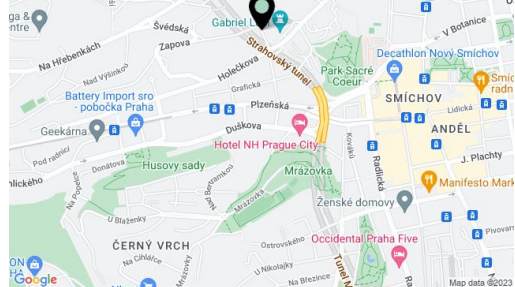 Švédská
Gabriel L
V Botanice
Na Hřebenkách
Zapova
Strahovský tunel
Decathlon Nový Smíchov
Holečkova
Park Sacré
Coeur
Nad Výšinkou
Grafická
SMÍCHOV
Battery Import sro
- pobočka Praha
Plzeňská
Lidická
Geekárna
Duškova
ANDĚL
Hotel NH Prague City
Kováků
Radlická
J. Plachty
Pod radnicí
Donátova
Husovy sady
Mrázovka
Manifesto Mark
hlického
Na Popelce
Nad Bertramkou
Mrázovka
Ženské domovy
U Blaženky
Pivovar
ČERNÝ VRCH
Ostrovského
Occidental Praha Five
Na Cihlářce
Mrázovky
U Nikolajky
Na Březince
Tunel M
Google
Map data ©2023